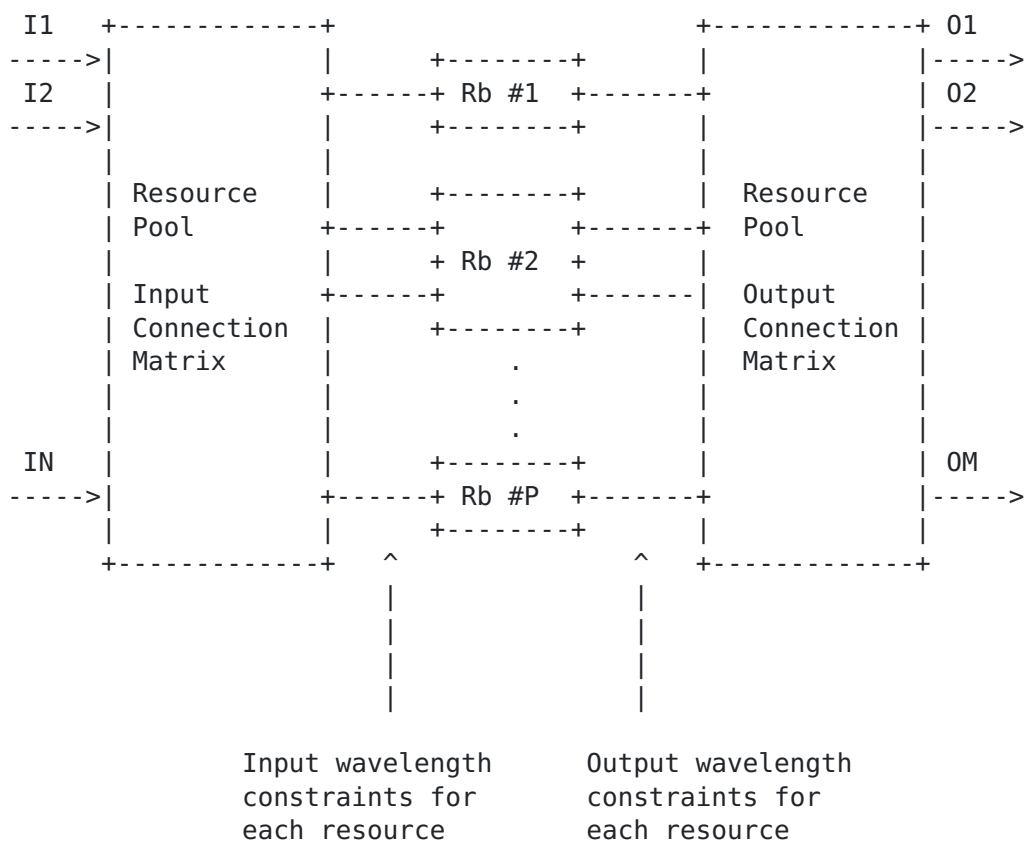 I1 O1
I2 Rb #1 O2
Resource Resource
Pool Pool
Rb #2
Input Output
Connection Connection
Matrix Matrix
IN OM
Rb #P
Input wavelength Output wavelength
constraints for constraints for
each resource each resource